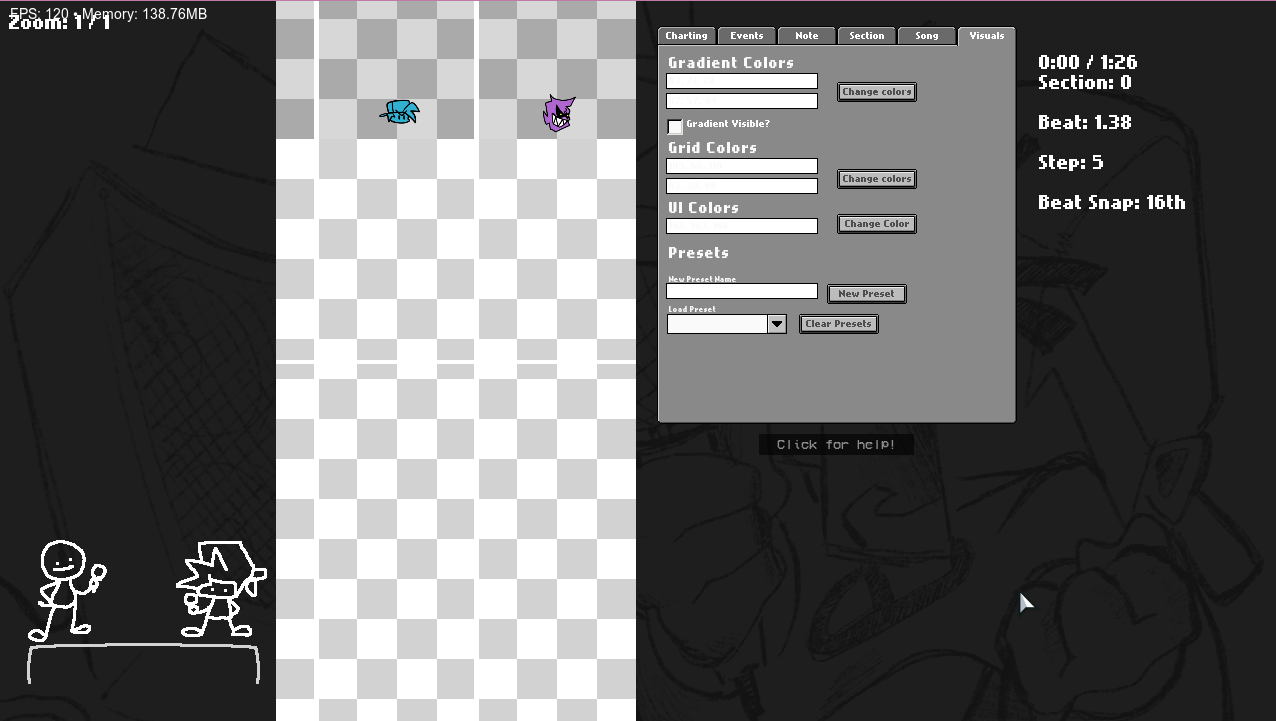 FPS: 120 • Memory: 138.76MB
Zoom: 1 / 1
Charting Events Note Section Song Visuals
Gradient Colors
Change colors
Gradient Visible?
Grid Colors
Change colors
UI Colors
Change Color
Presets
New Preset Name
New Preset
Load Preset
Clear Presets
Click for help!
0:00 / 1:26
Section: 0
Beat: 1.38
Step: 5
Beat Snap: 16th